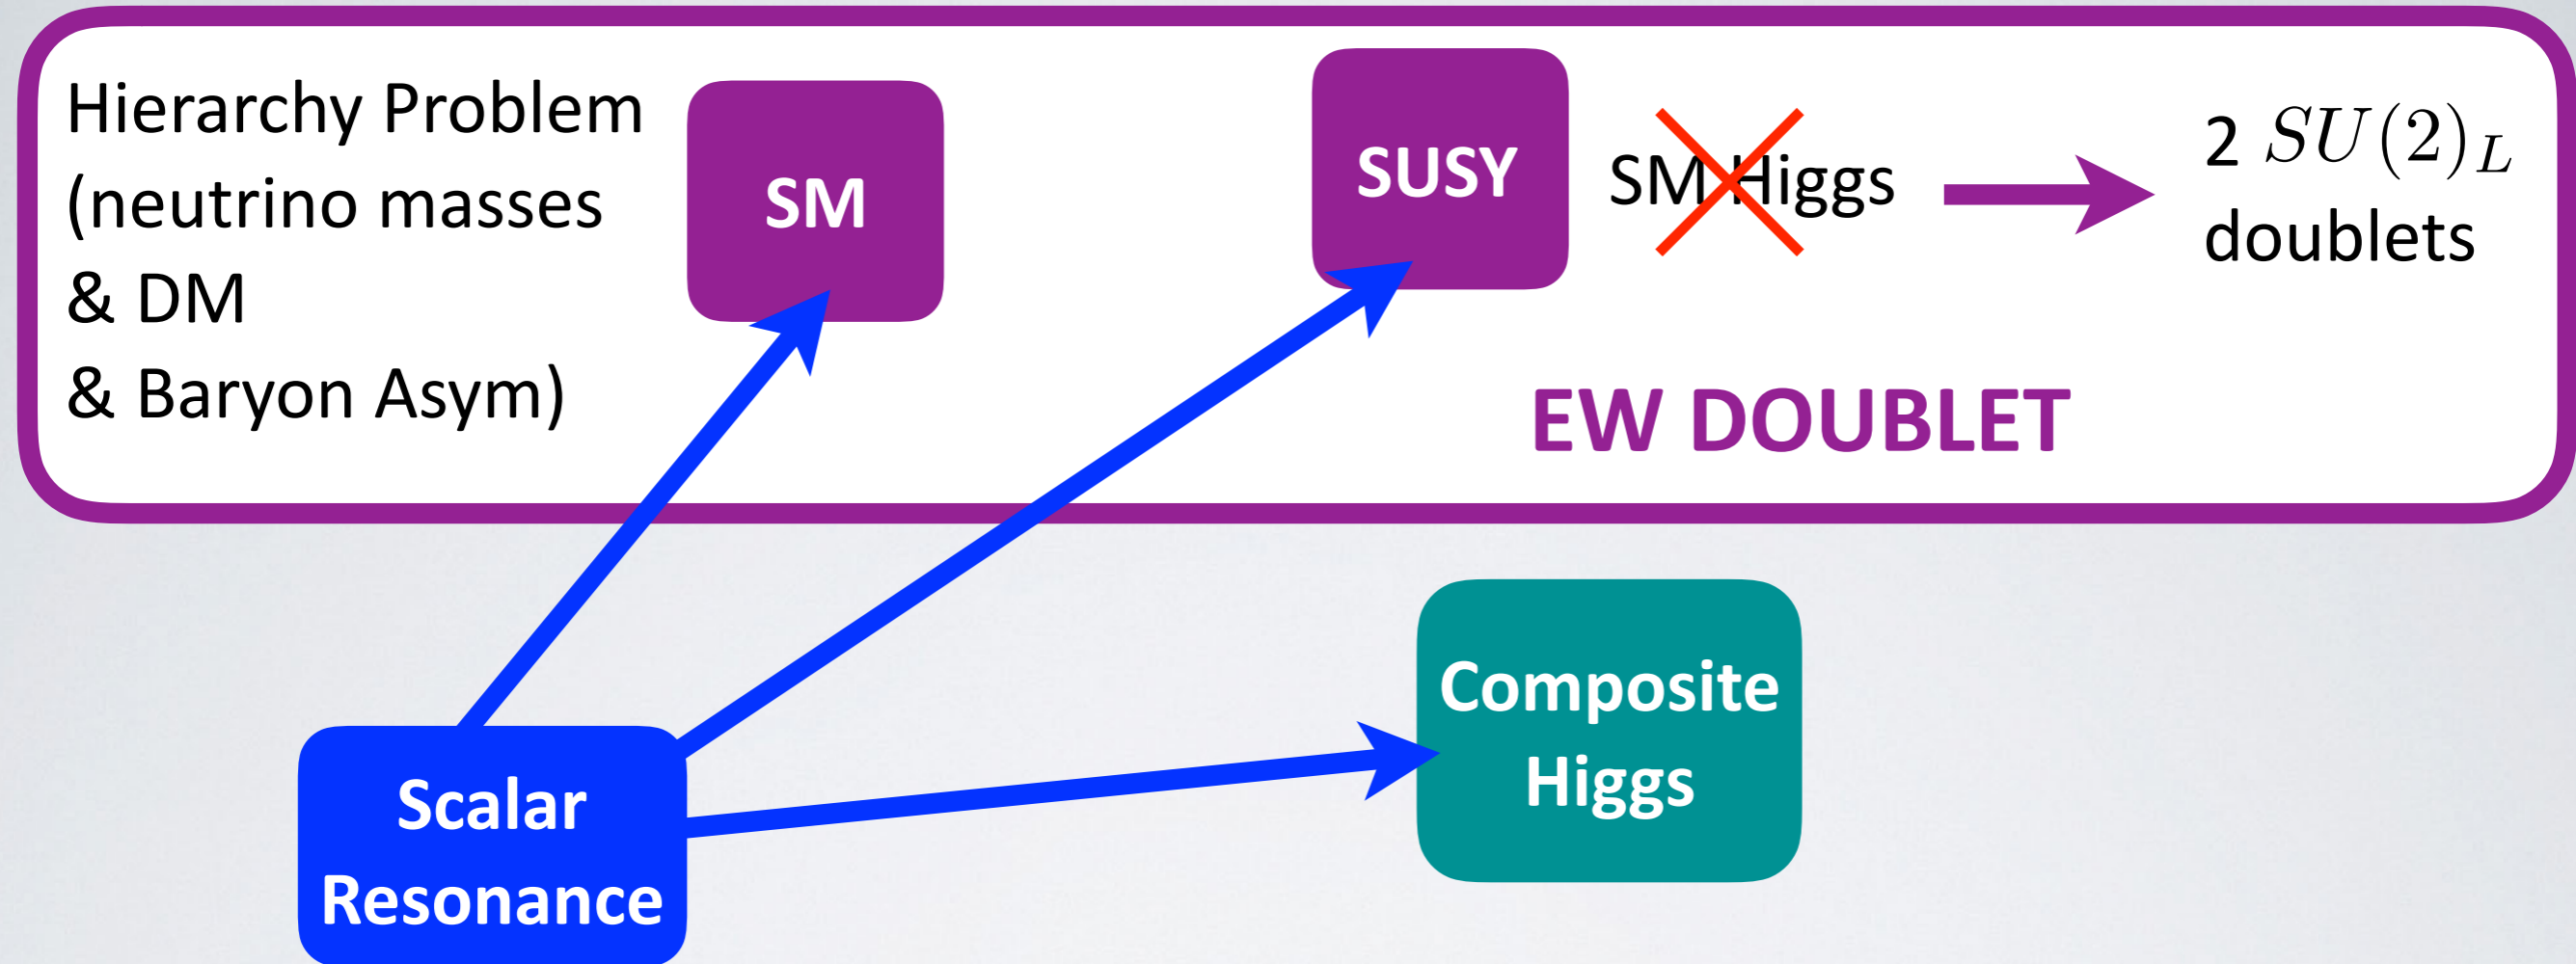 Hierarchy Problem
(neutrino masses
& DM
& Baryon Asym)
SM
SUSY
SM Higgs
2 SU(2)_L
doublets
EW DOUBLET
Composite
Higgs
Scalar
Resonance